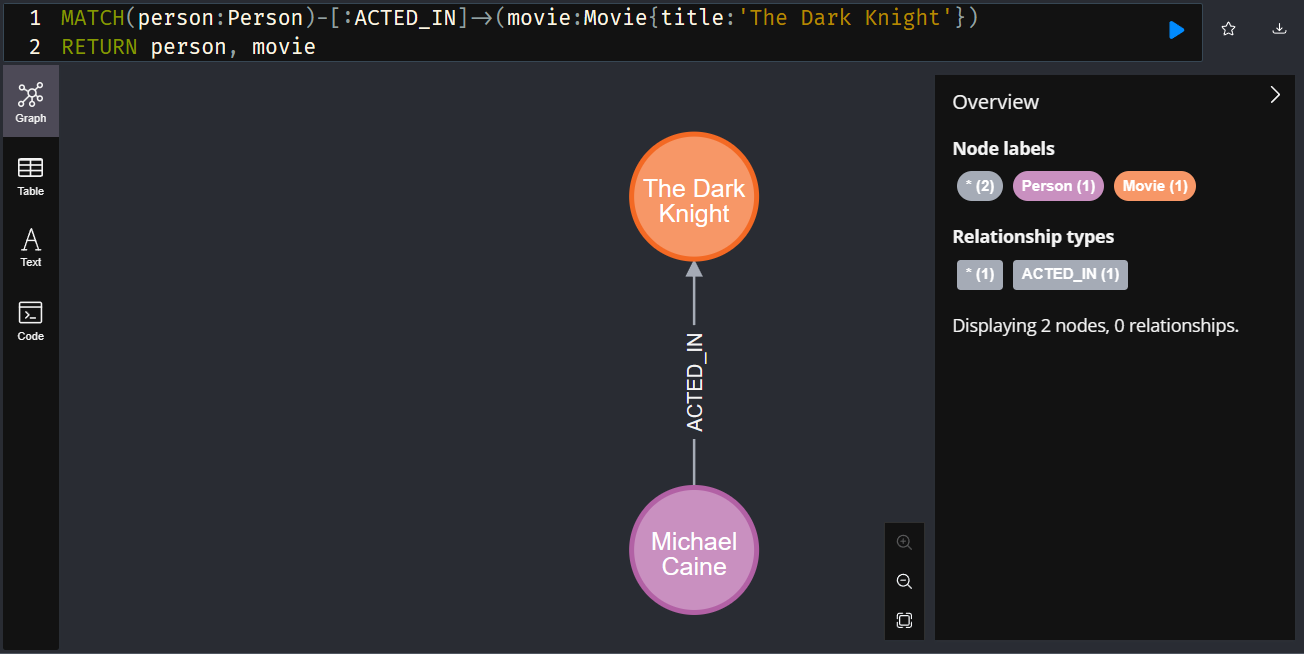 1 MATCH(person:Person)-[:ACTED_IN]->(movie:Movie{title:'The Dark Knight'})
2 RETURN person, movie
Graph
Table
Text
Code
The Dark
Knight
ACTED_IN
Michael
Caine
Overview
Node labels
* (2) Person (1) Movie (1)
Relationship types
* (1) ACTED_IN (1)
Displaying 2 nodes, 0 relationships.